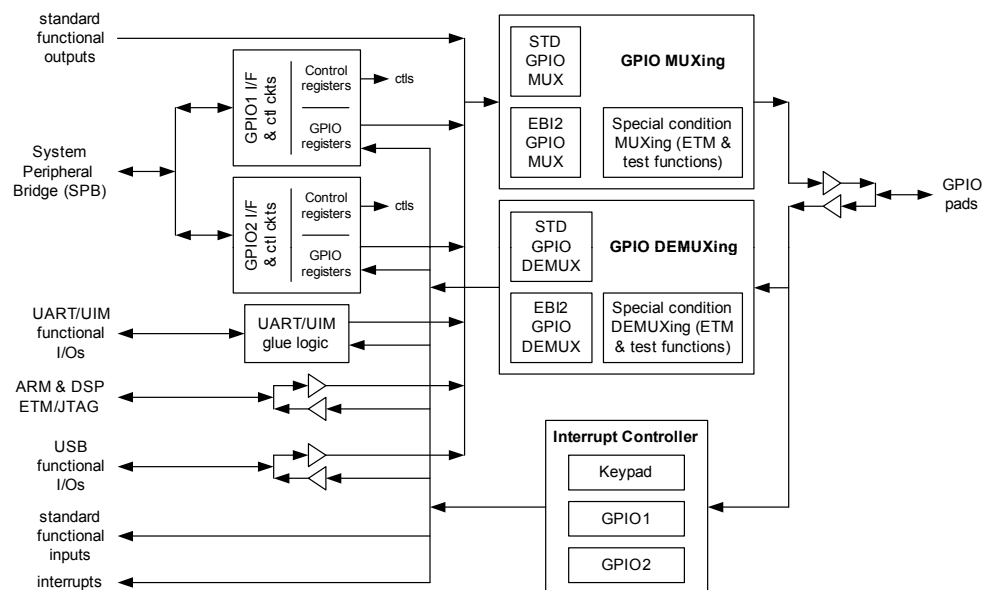 standard
functional
outputs
System
Peripheral
Bridge (SPB)
GPIO1 I/F
& ctl ckts
Control
registers
GPIO
registers
ctls
GPIO2 I/F
& ctl ckts
Control
registers
GPIO
registers
ctls
UART/UIM
functional
I/Os
UART/UIM
glue logic
ARM & DSP
ETM/JTAG
USB
functional
I/Os
standard
functional
inputs
interrupts
STD
GPIO
MUX
GPIO MUXing
EBI2
GPIO
MUX
Special condition
MUXing (ETM &
test functions)
STD
GPIO
DEMUX
GPIO DEMUXing
EBI2
GPIO
DEMUX
Special condition
DEMUXing (ETM
& test functions)
Interrupt Controller
Keypad
GPIO1
GPIO2
GPIO
pads